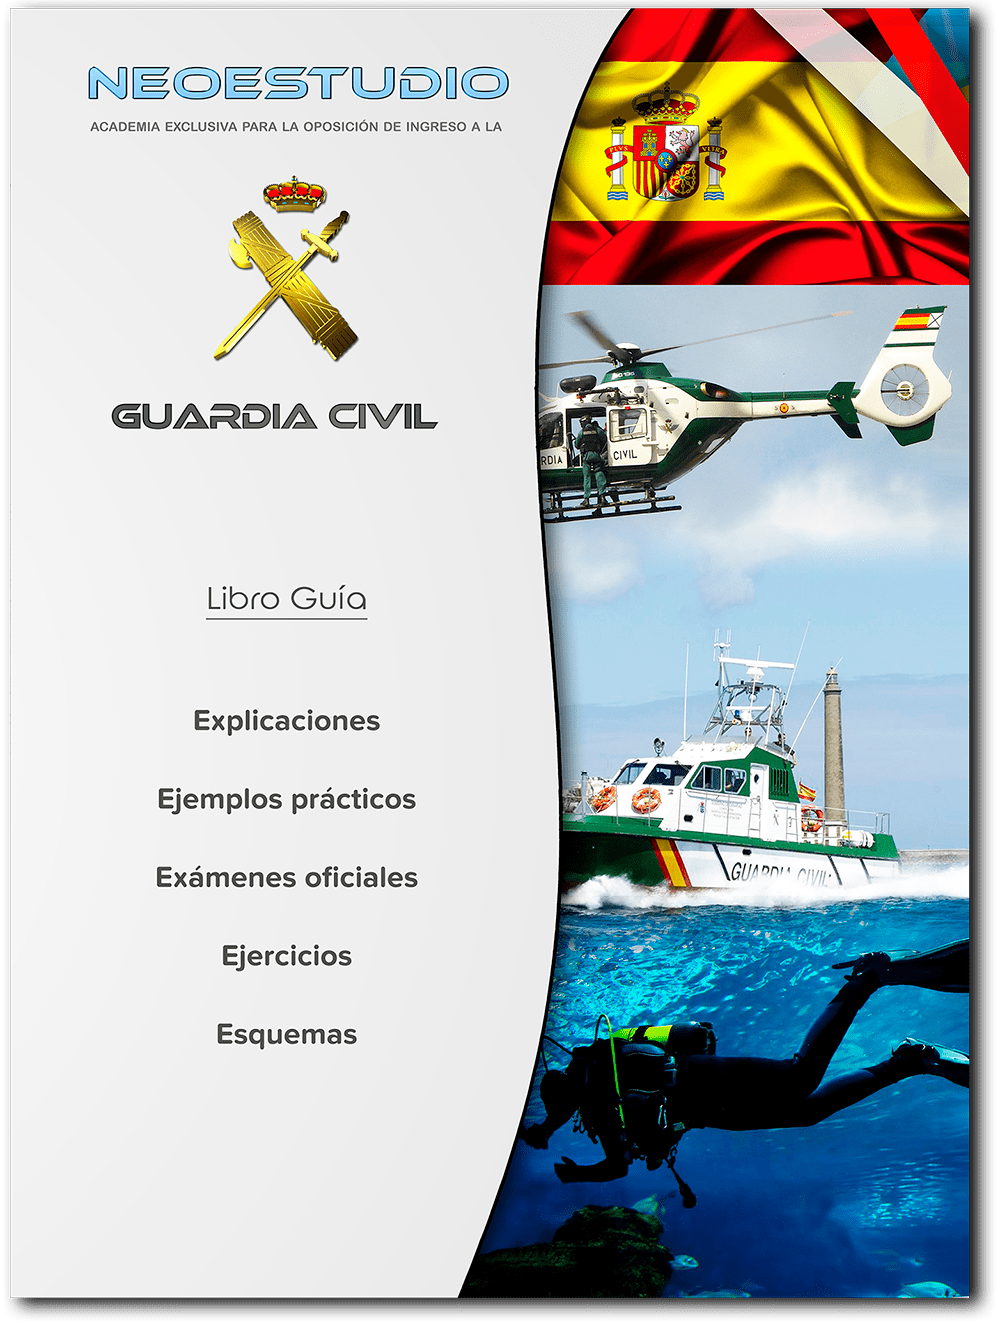 NEOESTUDIO
ACADEMIA EXCLUSIVA PARA LA OPOSICIÓN DE INGRESO A LA
GUARDIA CIVIL
Libro Guía
Explicaciones
Ejemplos prácticos
Exámenes oficiales
Ejercicios
Esquemas
PLVS VLTRA
RDIA CIVIL
GUARDIA CIVIL